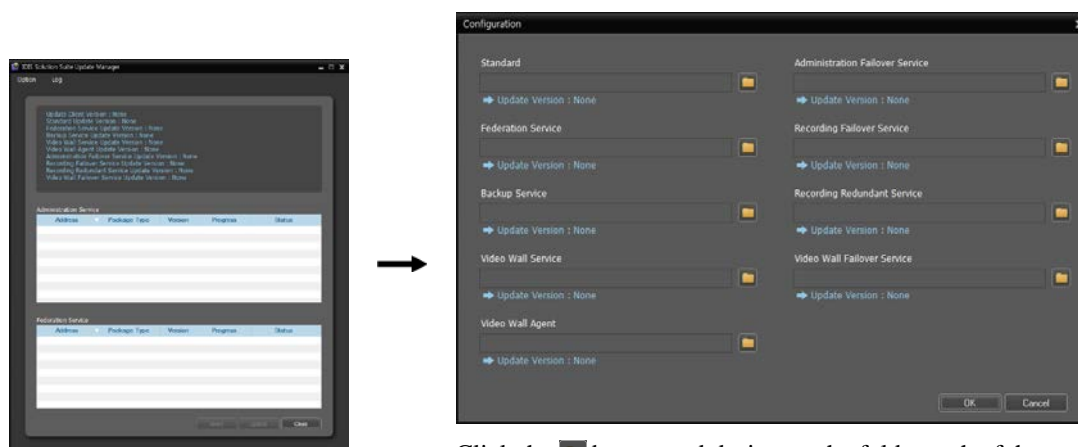 IDIS Solution Suite Update Manager
Option Log
Update Client Version : None
Standard Update Version : None
Federation Service Update Version : None
Backup Service Update Version : None
Video Wall Service Update Version : None
Video Wall Agent Update Version : None
Administration Failover Service Update Version : None
Recording Failover Service Update Version : None
Recording Redundant Service Update Version : None
Video Wall Failover Service Update Version : None
Administration Service
Address Package Type Version Progress Status
Federation Service
Address Package Type Version Progress Status
Close
Configuration
Standard
Update Version : None
Federation Service
Update Version : None
Backup Service
Update Version : None
Video Wall Service
Update Version : None
Video Wall Agent
Update Version : None
Administration Failover Service
Update Version : None
Recording Failover Service
Update Version : None
Recording Redundant Service
Update Version : None
Video Wall Failover Service
Update Version : None
OK Cancel